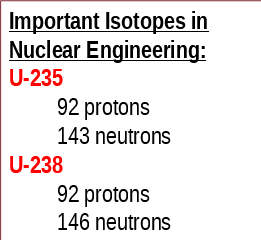 Important Isotopes in
Nuclear Engineering:
U-235
92 protons
143 neutrons
U-238
92 protons
146 neutrons